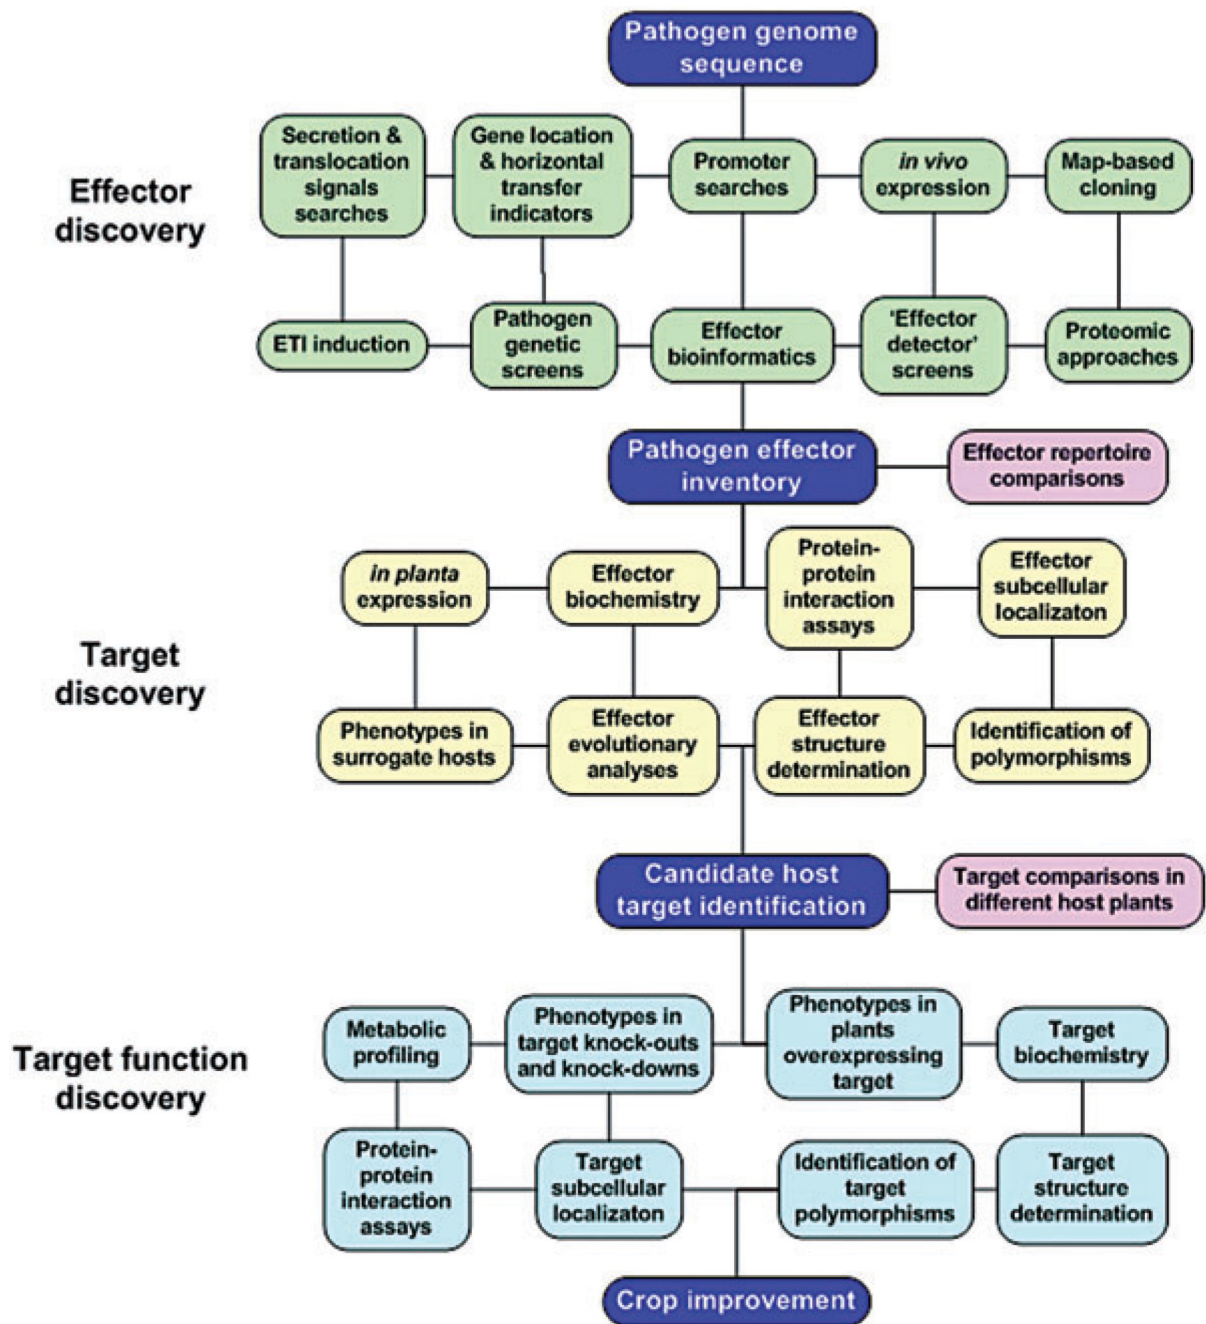 Pathogen genome
sequence
Effector
discovery
Secretion &
translocation
signals
searches
Gene location
& horizontal
transfer
indicators
Promoter
searches
in vivo
expression
Map-based
cloning
ETI induction
Pathogen
genetic
screens
Effector
bioinformatics
'Effector
detector'
screens
Proteomic
approaches
Pathogen effector
inventory
Effector repertoire
comparisons
Target
discovery
in planta
expression
Effector
biochemistry
Protein-
protein
interaction
assays
Effector
subcellular
localizaton
Phenotypes in
surrogate hosts
Effector
evolutionary
analyses
Effector
structure
determination
Identification of
polymorphisms
Candidate host
target identification
Target comparisons in
different host plants
Target function
discovery
Metabolic
profiling
Phenotypes in
target knock-outs
and knock-downs
Phenotypes in
plants
overexpressing
target
Target
biochemistry
Protein-
protein
interaction
assays
Target
subcellular
localizaton
Identification of
target
polymorphisms
Target
structure
determination
Crop improvement